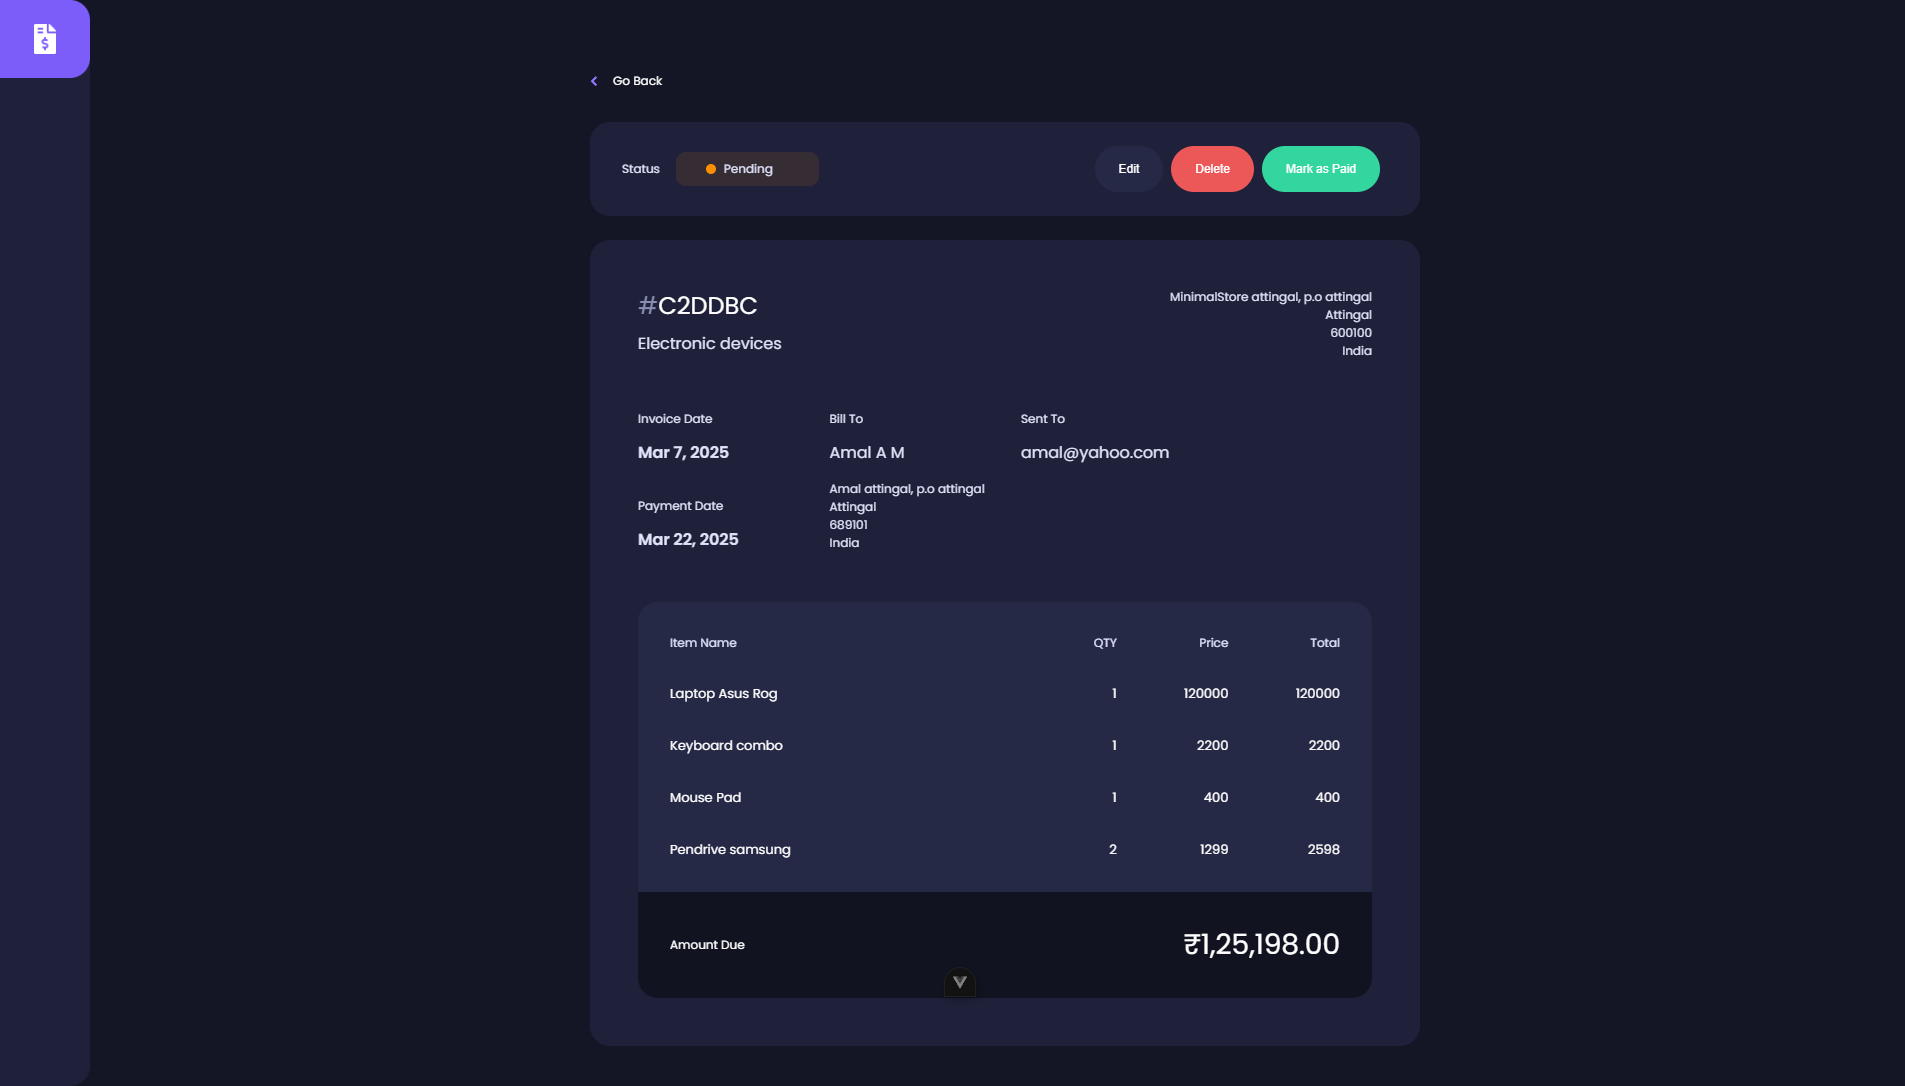 Go Back
Status Pending Edit Delete Mark as Paid
#C2DDBC
Electronic devices
MinimalStore attingal, p.o attingal
Attingal
600100
India
Invoice Date
Mar 7, 2025
Payment Date
Mar 22, 2025
Bill To
Amal A M
Amal attingal, p.o attingal
Attingal
689101
India
Sent To
amal@yahoo.com
Item Name QTY Price Total
Laptop Asus Rog 1 120000 120000
Keyboard combo 1 2200 2200
Mouse Pad 1 400 400
Pendrive samsung 2 1299 2598
Amount Due ₹1,25,198.00